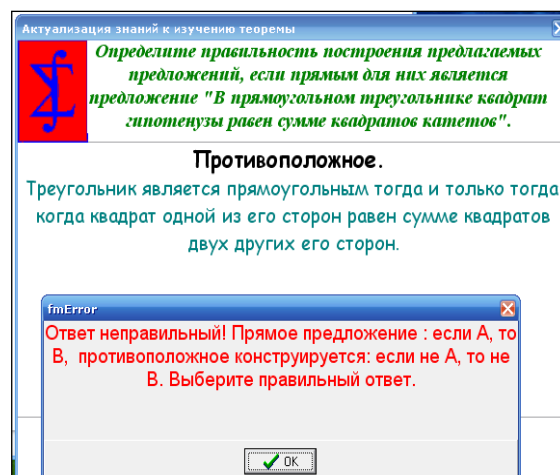 Актуализация знаний к изучению теоремы
Определите правильность построения предлагаемых
предложений, если прямым для них является
предложение "В прямоугольном треугольнике квадрат
гипотенузы равен сумме квадратов катетов".
Противоположное.
Треугольник является прямоугольным тогда и только тогда
когда квадрат одной из его сторон равен сумме квадратов
двух других его сторон.
fmError
Ответ неправильный! Прямое предложение : если А, то
В, противоположное конструируется: если не А, то не
В. Выберите правильный ответ.
OK